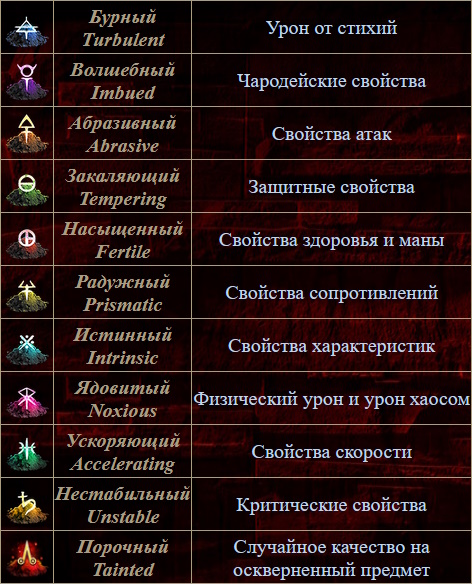 Бурный
Turbulent
Урон от стихий
Волшебный
Imbued
Чародейские свойства
Абразивный
Abrasive
Свойства атак
Закаляющий
Tempering
Защитные свойства
Насыщенный
Fertile
Свойства здоровья и маны
Радужный
Prismatic
Свойства сопротивлений
Истинный
Intrinsic
Свойства характеристик
Ядовитый
Noxious
Физический урон и урон хаосом
Ускоряющий
Accelerating
Свойства скорости
Нестабильный
Unstable
Критические свойства
Порочный
Tainted
Случайное качество на
оскверненный предмет